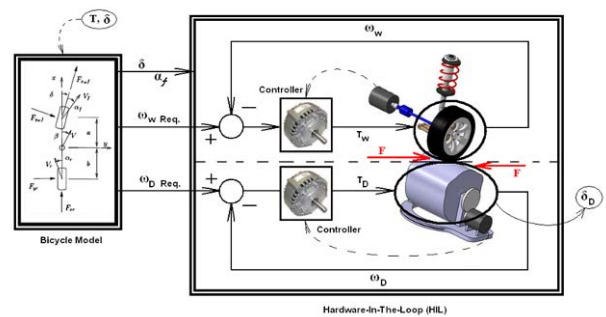 T, δ
ω_w
δ
α_f
Controller
ω_w Req.
T_w
F
F
ω_D Req.
T_D
δ_D
Controller
ω_D
Bicycle Model
Hardware-In-The-Loop (HIL)